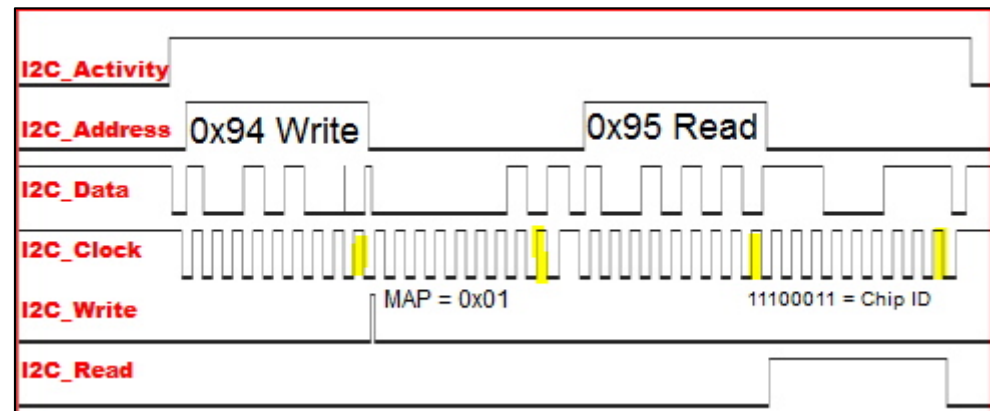 I2C_Activity
I2C_Address 0x94 Write 0x95 Read
I2C_Data
I2C_Clock
MAP = 0x01 11100011 = Chip ID
I2C_Write
I2C_Read